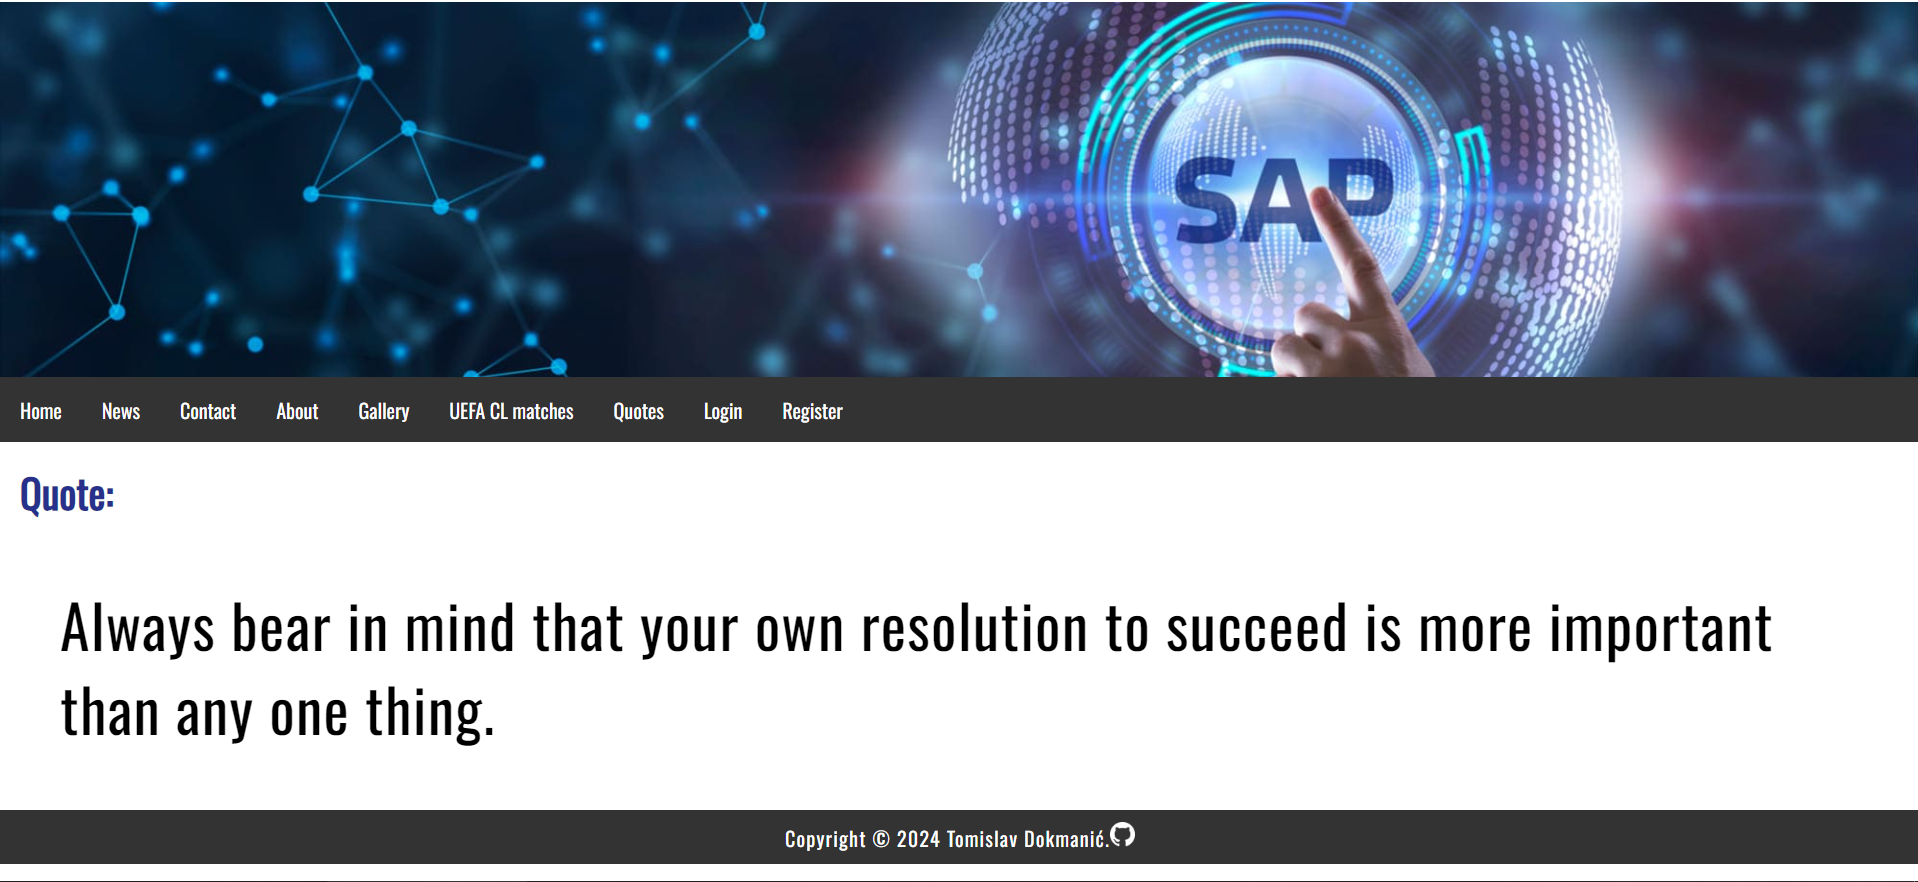 SAP
Home News Contact About Gallery UEFA CL matches Quotes Login Register
Quote:
Always bear in mind that your own resolution to succeed is more important
than any one thing.
Copyright © 2024 Tomislav Dokmanić.